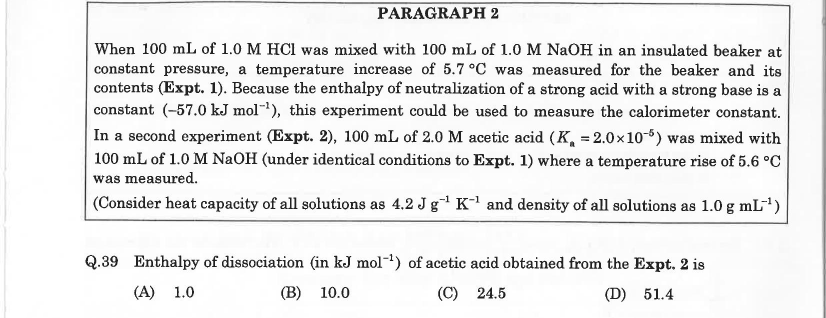 PARAGRAPH 2
When 100 mL of 1.0 M HCl was mixed with 100 mL of 1.0 M NaOH in an insulated beaker at
constant pressure, a temperature increase of 5.7 °C was measured for the beaker and its
contents (Expt. 1). Because the enthalpy of neutralization of a strong acid with a strong base is a
constant (–57.0 kJ mol⁻¹), this experiment could be used to measure the calorimeter constant.
In a second experiment (Expt. 2), 100 mL of 2.0 M acetic acid (Kₐ = 2.0×10⁻⁵) was mixed with
100 mL of 1.0 M NaOH (under identical conditions to Expt. 1) where a temperature rise of 5.6 °C
was measured.
(Consider heat capacity of all solutions as 4.2 J g⁻¹ K⁻¹ and density of all solutions as 1.0 g mL⁻¹)
Q.39 Enthalpy of dissociation (in kJ mol⁻¹) of acetic acid obtained from the Expt. 2 is
(A) 1.0 (B) 10.0 (C) 24.5 (D) 51.4